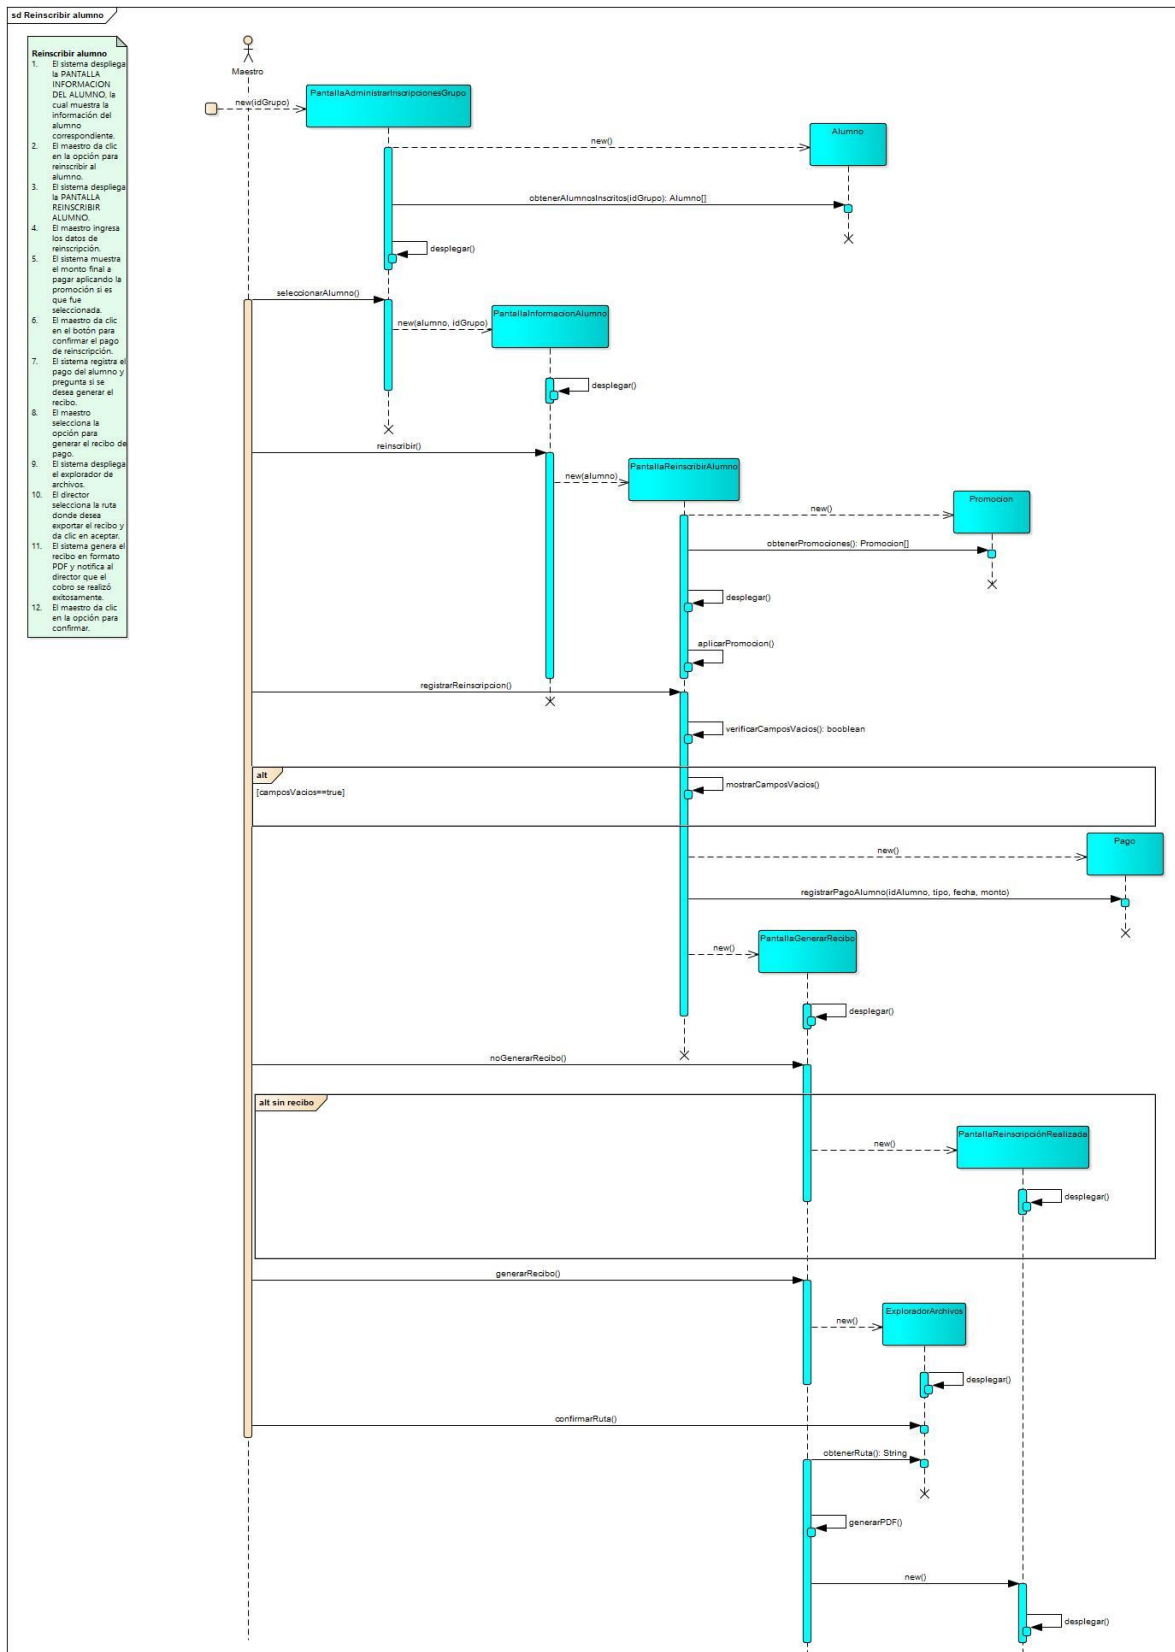 sd Reinscribir alumno
Reinscribir alumno
1. El sistema despliega
la PANTALLA
INFORMACION
DEL ALUMNO, la
cual muestra la
información del
alumno
correspondiente.
2. El maestro da clic
en la opción para
reinscribir al
alumno.
3. El sistema despliega
la PANTALLA
REINSCRIBIR
ALUMNO.
4. El maestro ingresa
los datos de
reinscripción.
5. El sistema muestra
el monto final a
pagar aplicando la
promoción si es
que fue
seleccionada.
6. El maestro da clic
en el botón para
confirmar el pago
de reinscripción.
7. El sistema registra el
pago del alumno y
pregunta si se
desea generar el
recibo.
8. El maestro
selecciona la
opción para
generar el recibo de
pago.
9. El sistema despliega
el explorador de
archivos.
10. El director
selecciona la ruta
donde desea
exportar el recibo y
da clic en aceptar.
11. El sistema genera el
recibo en formato
PDF y notifica al
director que el
cobro se realizó
exitosamente.
12. El maestro da clic
en la opción para
confirmar.
Maestro
new(idGrupo)
PantallaAdministrarInscripcionesGrupo
Alumno
new()
obtenerAlumnosInscritos(idGrupo): Alumno[]
desplegar()
seleccionarAlumno()
PantallaInformacionAlumno
new(alumno, idGrupo)
desplegar()
reinscribir()
PantallaReinscribirAlumno
new(alumno)
Promocion
new()
obtenerPromociones(): Promocion[]
desplegar()
aplicarPromocion()
registrarReinscripcion()
verificarCamposVacios(): booblean
alt
[camposVacios==true]
mostrarCamposVacios()
Pago
new()
registrarPagoAlumno(idAlumno, tipo, fecha, monto)
PantallaGenerarRecibo
new()
desplegar()
noGenerarRecibo()
alt sin recibo
PantallaReinscripciónRealizada
new()
desplegar()
generarRecibo()
ExploradorArchivos
new()
desplegar()
confirmarRuta()
obtenerRuta(): String
generarPDF()
new()
desplegar()